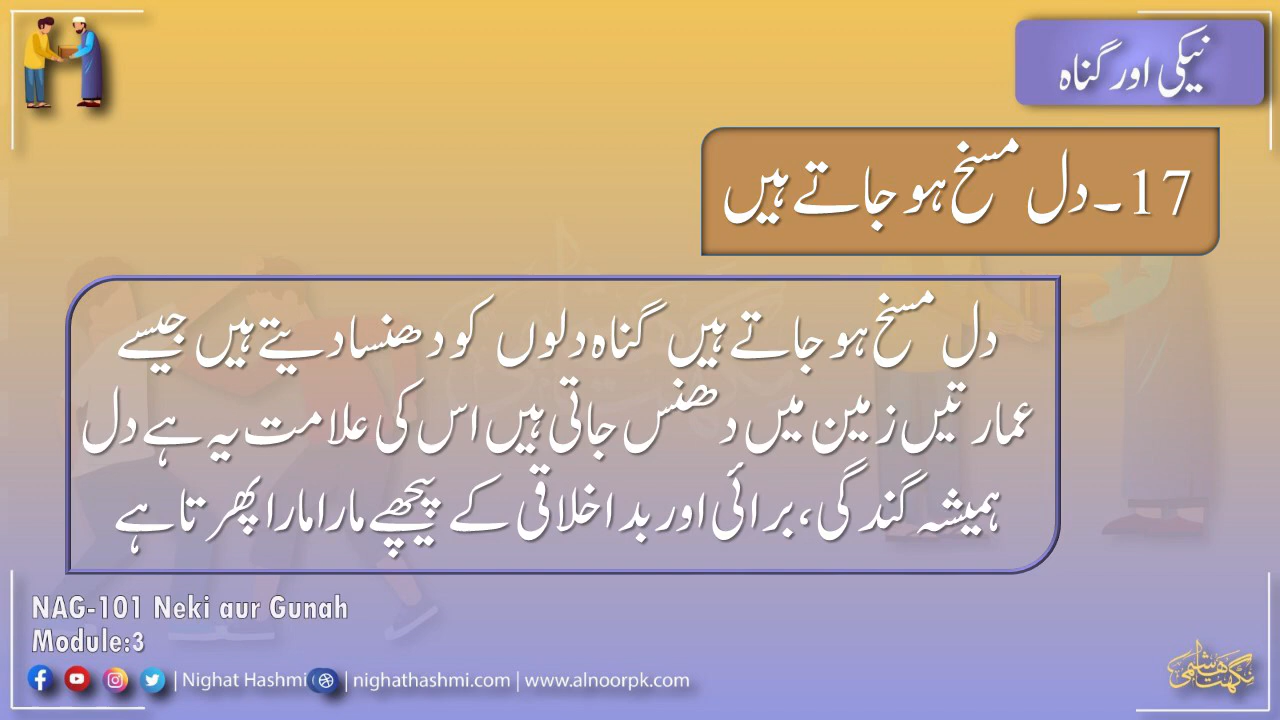 نیکی اور گناہ
17۔دل مسخ ہو جاتے ہیں
دل مسخ ہو جاتے ہیں گناہ دلوں کو دھنسا دیتے ہیں جیسے
عمارتیں زمین میں دھنس جاتی ہیں اس کی علامت یہ ہے دل
ہمیشہ گندگی، برائی اور بد اخلاقی کے پیچھے مارا مارا پھرتا ہے
NAG-101 Neki aur Gunah
Module:3
| Nighat Hashmi | nighathashmi.com | www.alnoorpk.com
نگہت ہاشمی